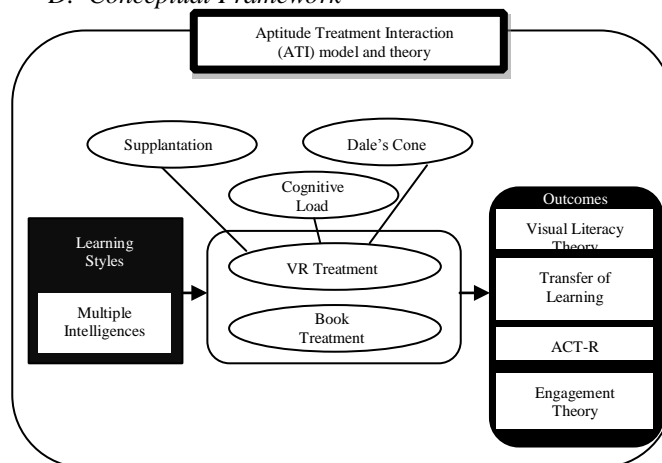 D. Conceptual Framework
Aptitude Treatment Interaction
(ATI) model and theory
Supplantation
Dale's Cone
Cognitive
Load
Outcomes
Visual Literacy
Theory
Learning
Styles
VR Treatment
Transfer of
Learning
Multiple
Intelligences
Book
Treatment
ACT-R
Engagement
Theory